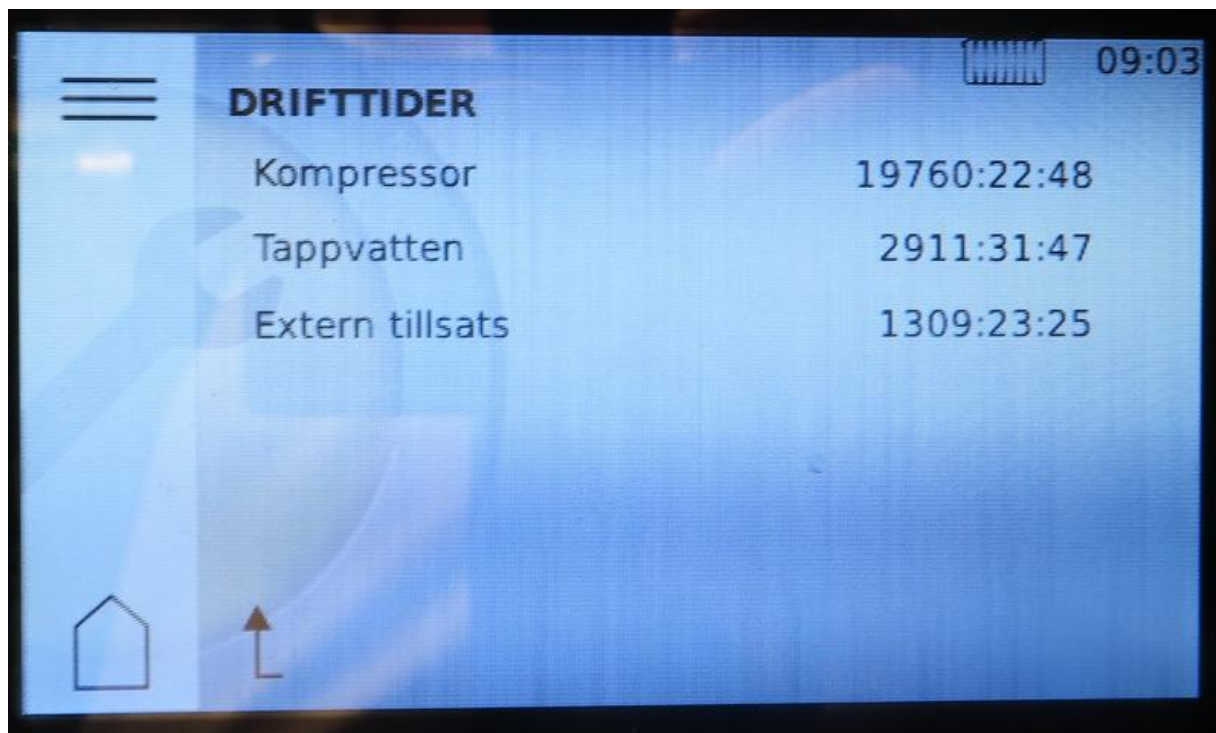 09:03
DRIFTTIDER
Kompressor 19760:22:48
Tappvatten 2911:31:47
Extern tillsats 1309:23:25